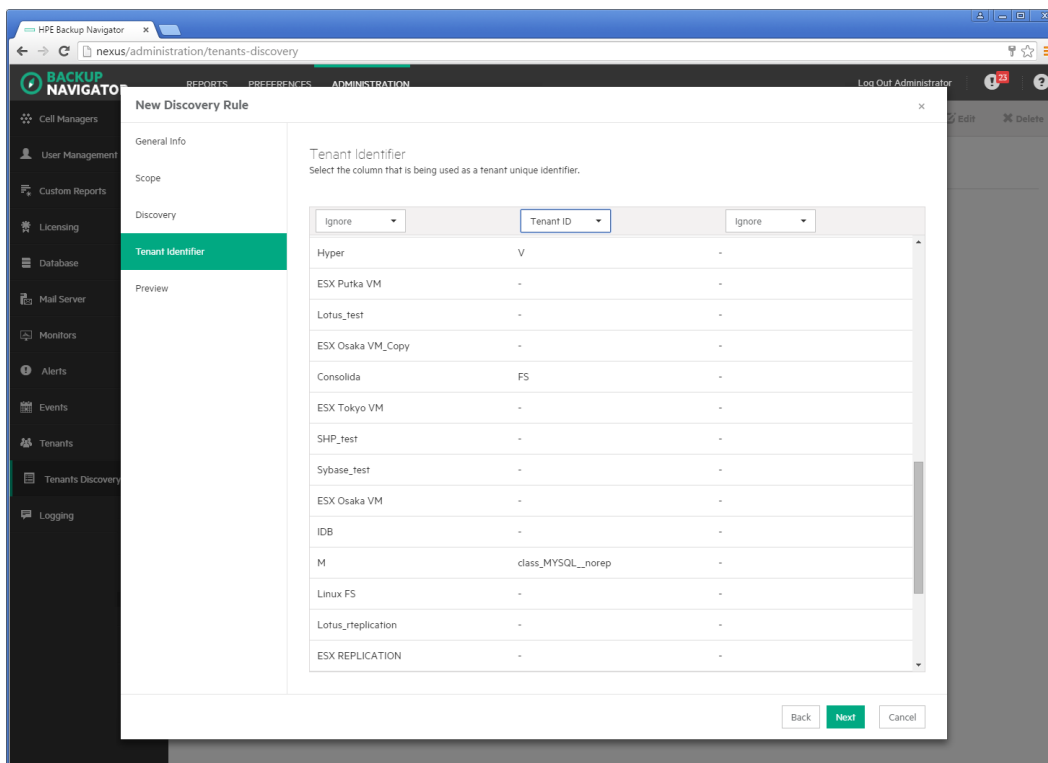 HPE Backup Navigator
nexus/administration/tenants-discovery
BACKUP
NAVIGATO
REPORTS PREFERENCES ADMINISTRATION
Log Out Administrator
23
New Discovery Rule
Edit
Delete
Cell Managers
User Management
Custom Reports
Licensing
Database
Mail Server
Monitors
Alerts
Events
Tenants
Tenants Discovery
Logging
General Info
Scope
Discovery
Tenant Identifier
Preview
Tenant Identifier
Select the column that is being used as a tenant unique identifier.
Ignore Tenant ID Ignore
Hyper V -
ESX Putka VM - -
Lotus_test - -
ESX Osaka VM_Copy - -
Consolida FS -
ESX Tokyo VM - -
SHP_test - -
Sybase_test - -
ESX Osaka VM - -
IDB - -
M class_MYSQL__norep -
Linux FS - -
Lotus_rteplication - -
ESX REPLICATION - -
Back Next Cancel